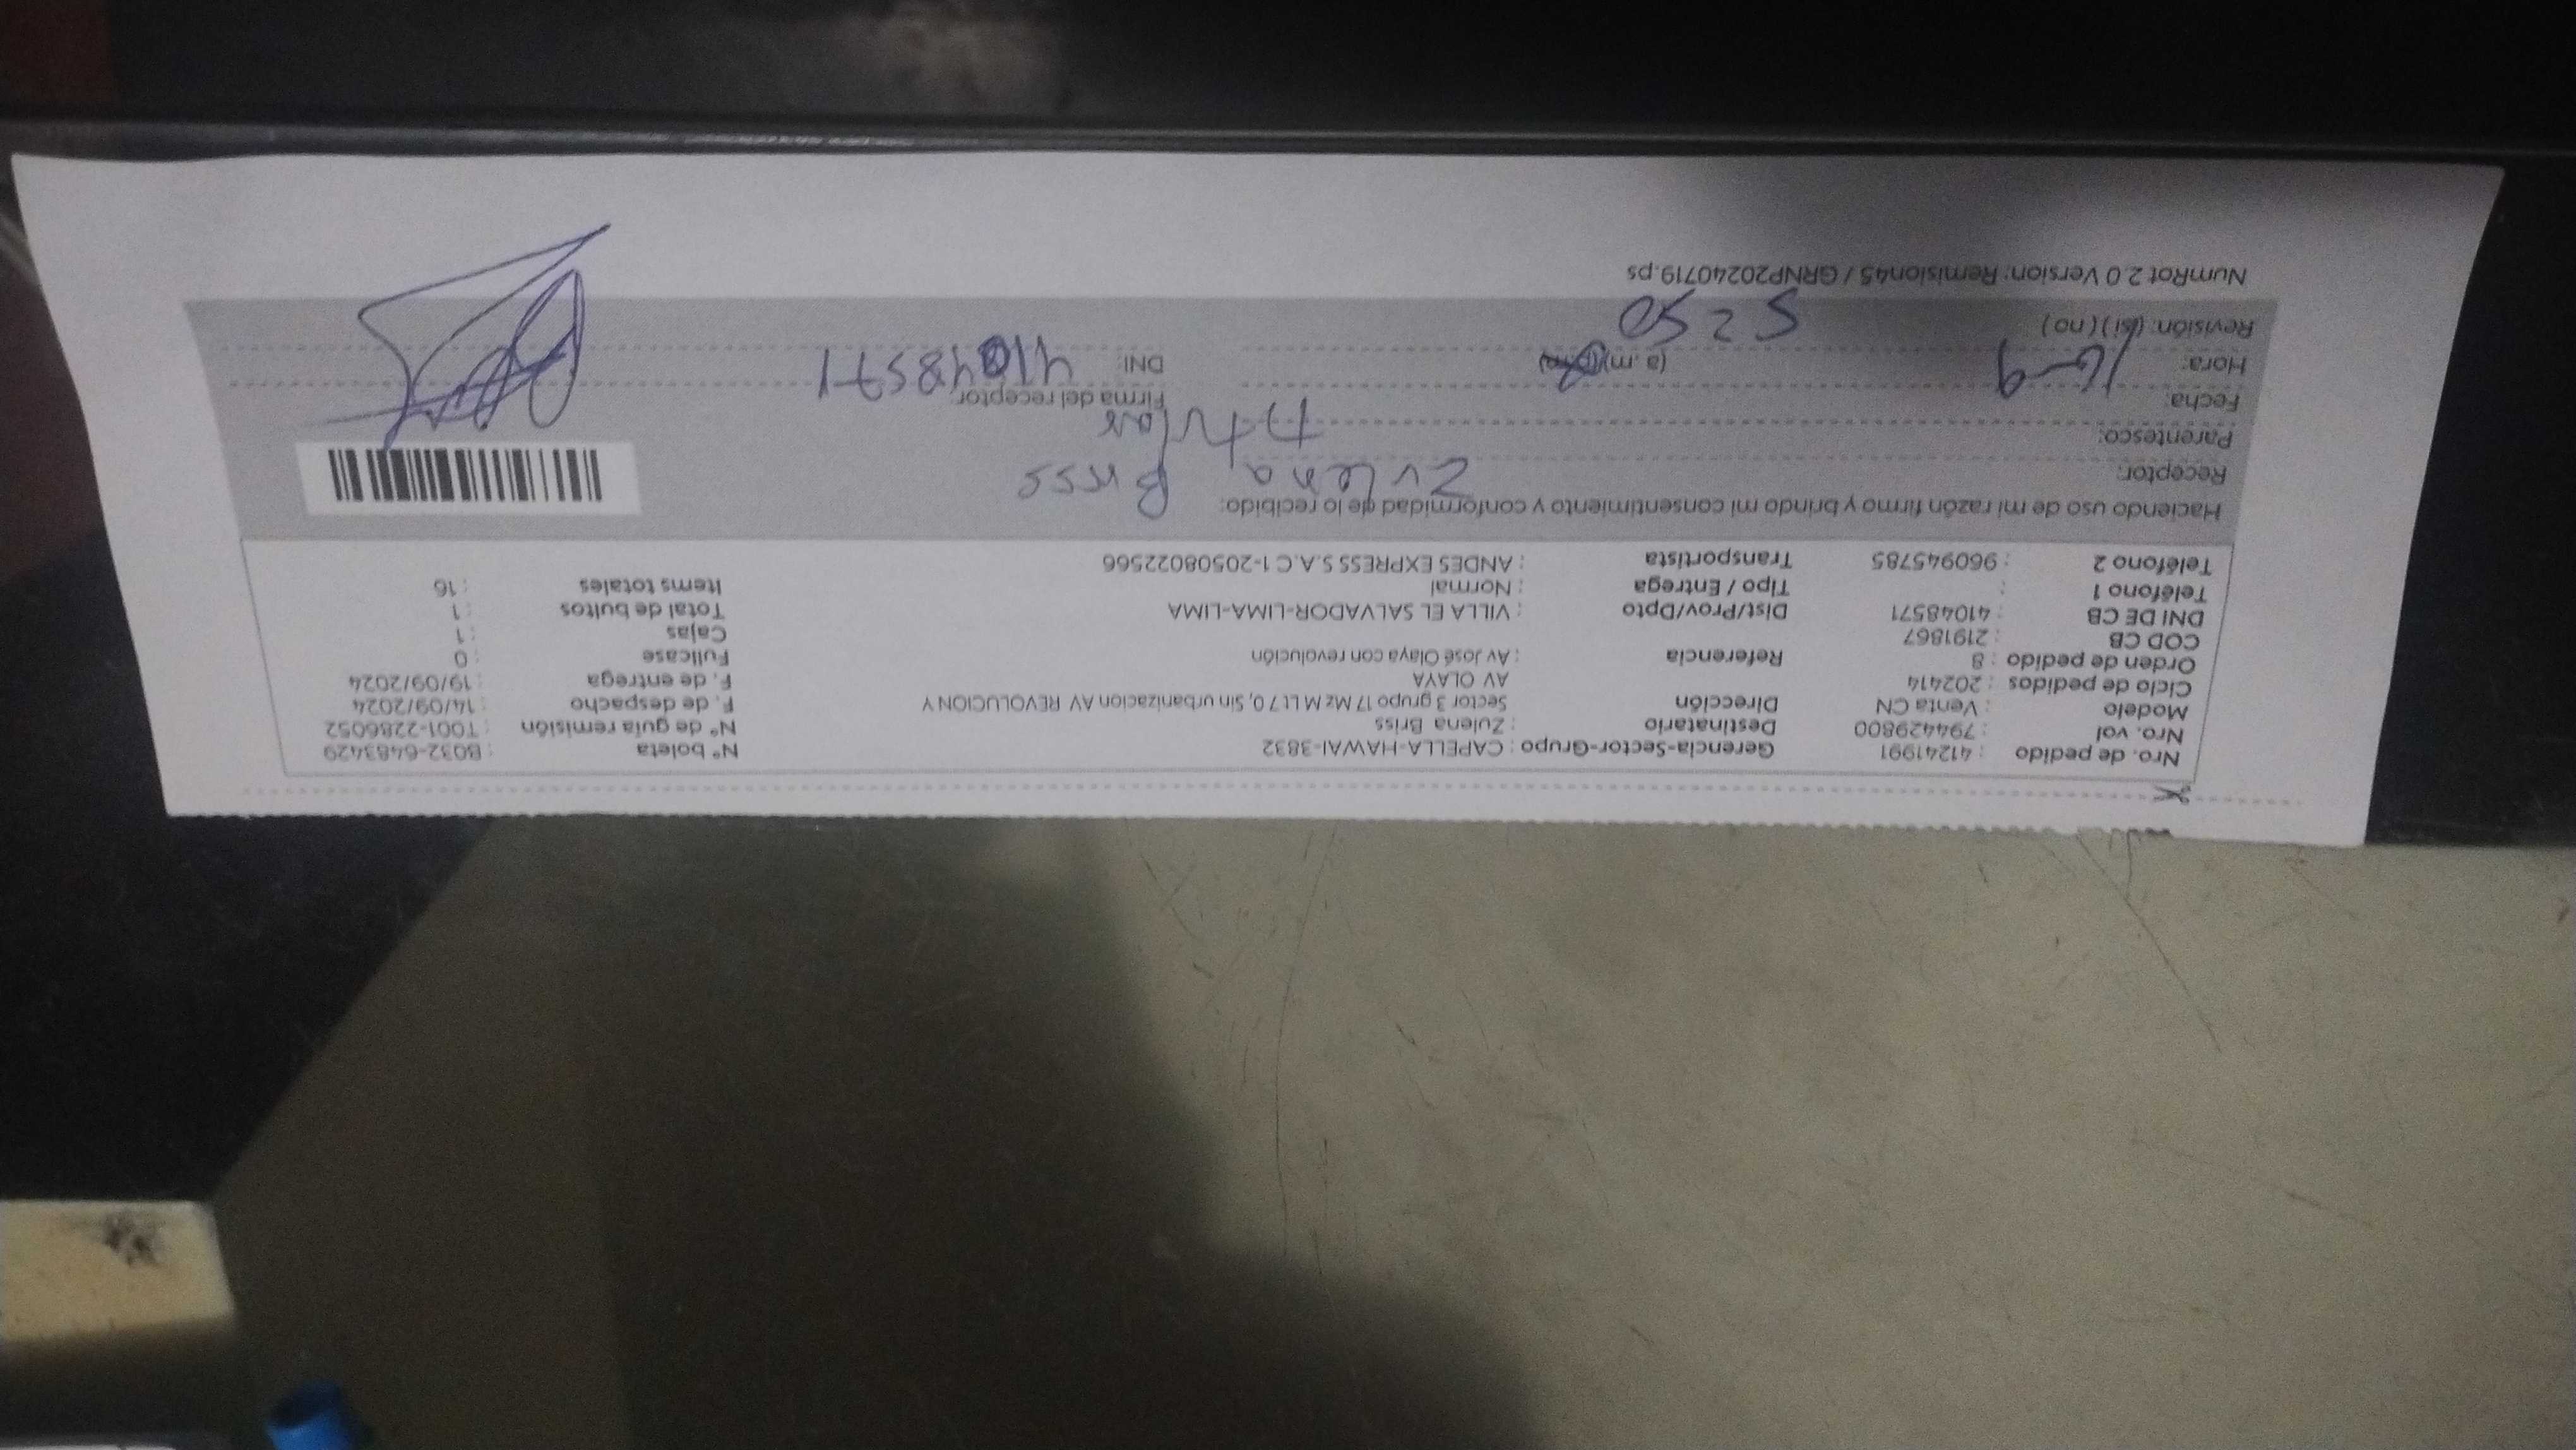 Nro. de pedido : 41241991 Gerencia-Sector-Grupo : CAPELLA-HAWAI-3832 N° boleta : B032-6483429
Nro. vol : 794429800 Destinatario : Zulena Briss N° de guía remisión : T001-2286052
Modelo : Venta CN Dirección Sector 3 grupo 17 Mz M Lt 7 0, Sin urbanizacion AV REVOLUCION Y F. de despacho : 14/09/2024
Ciclo de pedidos : 202414 AV OLAYA F. de entrega : 19/09/2024
Orden de pedido : 8 Referencia : Av José Olaya con revolución Fullcase : 0
COD CB : 2191867 Cajas : 1
DNI DE CB : 41048571 Dist/Prov/Dpto : VILLA EL SALVADOR-LIMA-LIMA Total de bultos : 1
Teléfono 1 : Tipo / Entrega : Normal Items totales : 16
Teléfono 2 : 960945785 Transportista : ANDES EXPRESS S.A.C 1-20508022566
Haciendo uso de mi razón firmo y brindo mi consentimiento y conformidad de lo recibido:
Receptor: Zulena Briss
Parentesco: titular
Fecha: 16-9 Firma del receptor:
Hora: (a.m)(p.m) DNI: 41048571
Revisión: (si) (no) 5250
NumRot 2.0 Version: Remision45 / GRNP20240719.ps